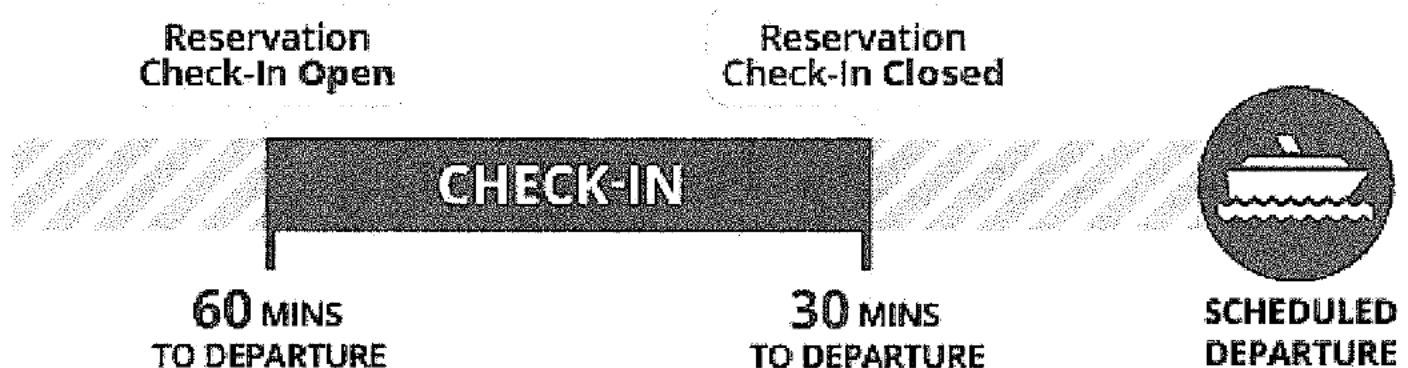 Reservation
Check-In Open
Reservation
Check-In Closed
CHECK-IN
60 MINS
TO DEPARTURE
30 MINS
TO DEPARTURE
SCHEDULED
DEPARTURE